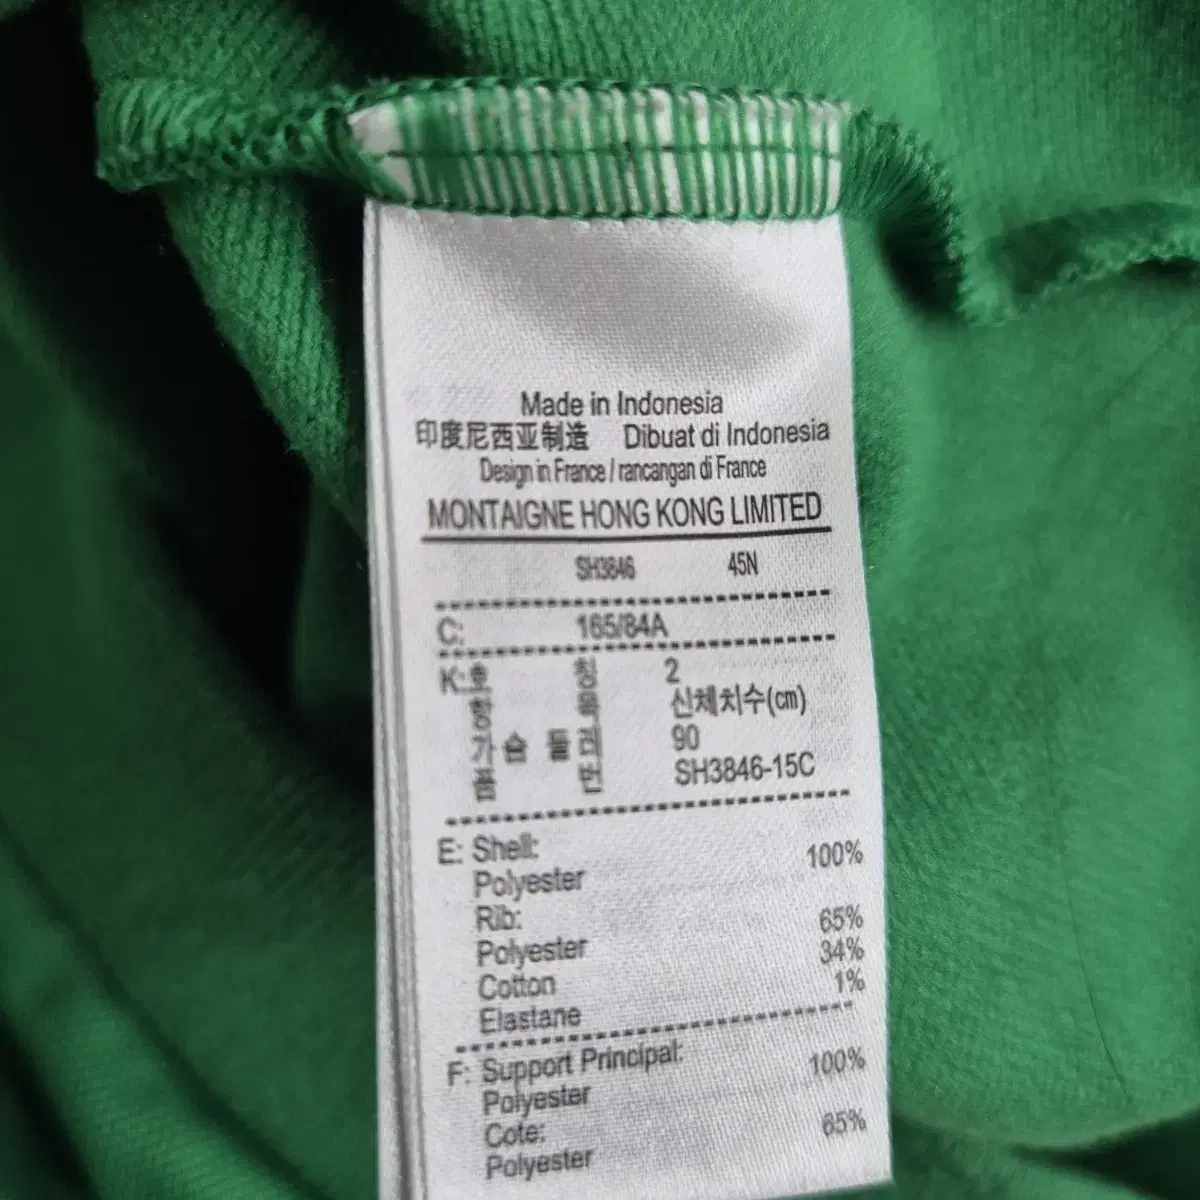 Made in Indonesia
印度尼西亚制造 Dibuat di Indonesia
Design in France / rancangan di France
MONTAIGNE HONG KONG LIMITED
SH3846 45N
C: 165/84A
K: 호 칭 2
신체치수(cm)
가슴둘레 90
품 번 SH3846-15C
E: Shell:
Polyester 100%
Rib:
Polyester 65%
Cotton 34%
Elastane 1%
F: Support Principal:
Polyester 100%
Cote:
Polyester 65%